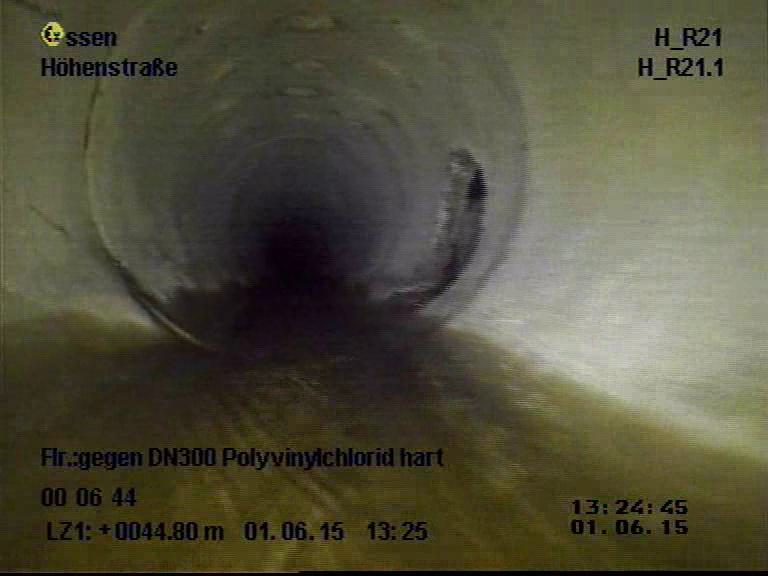 Essen
Höhenstraße
H_R21
H_R21.1
Flr.:gegen DN300 Polyvinylchlorid hart
00 06 44
LZ1: +0044.80 m 01.06.15 13:25
13:24:45
01.06.15